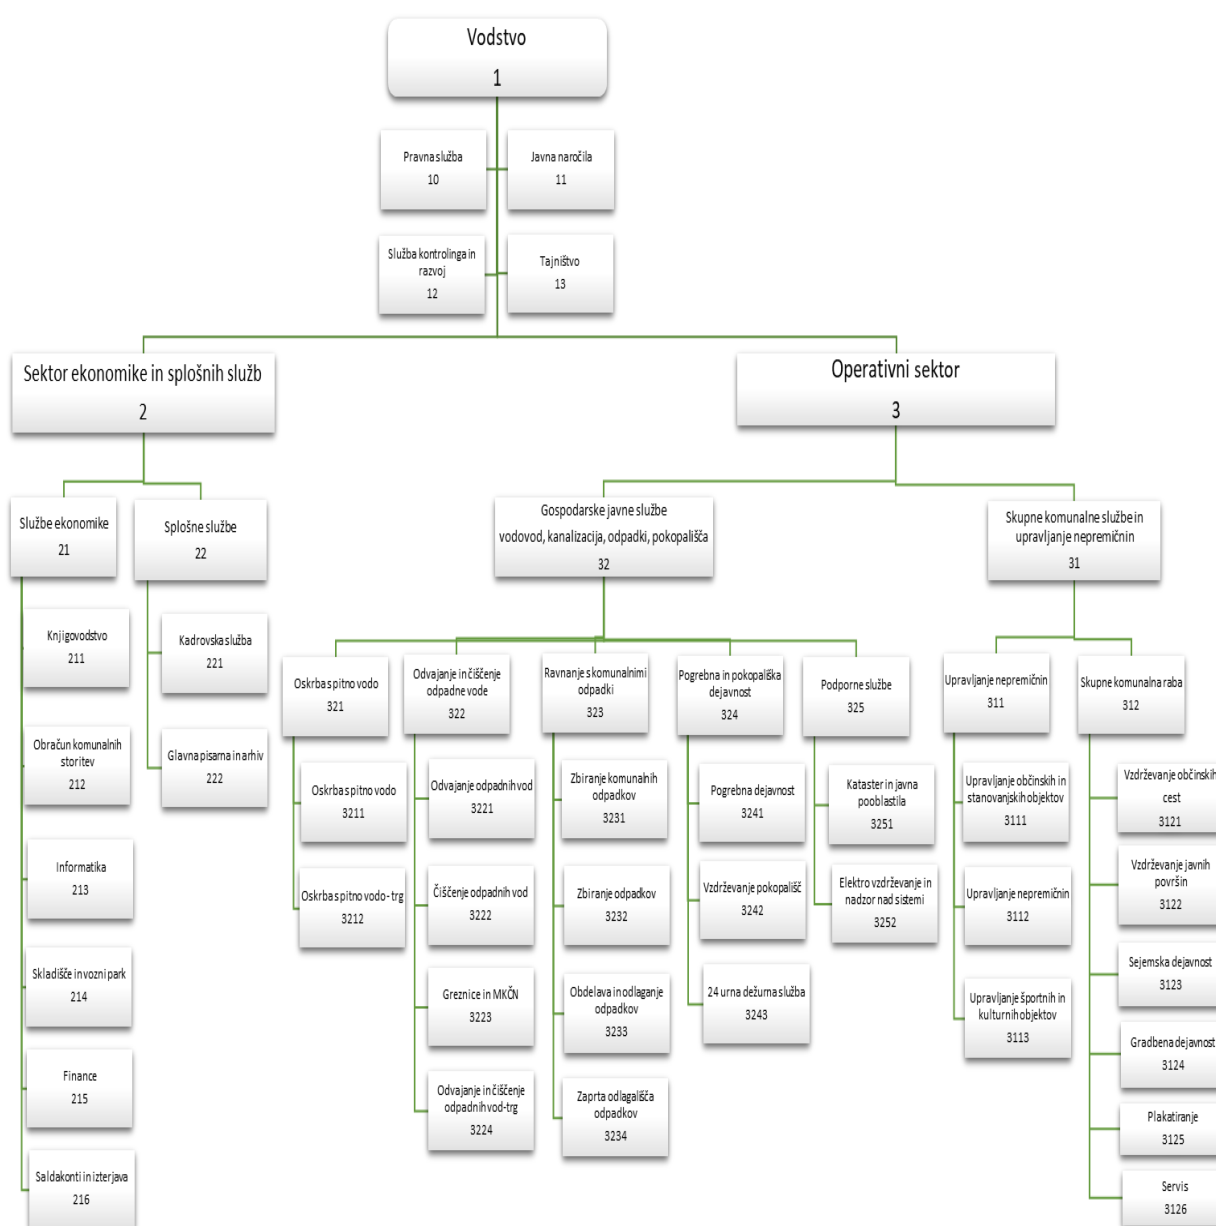 Vodstvo
1
Pravna služba
10
Javna naročila
11
Služba kontrolinga in
razvoj
12
Tajništvo
13
Sektor ekonomike in splošnih služb
2
Operativni sektor
3
Službe ekonomike
21
Splošne službe
22
Gospodarske javne službe
vodovod, kanalizacija, odpadki, pokopališča
32
Skupne komunalne službe in
upravljanje nepremičnin
31
Knjigovodstvo
211
Obračun komunalnih
storitev
212
Informatika
213
Skladišče in vozni park
214
Finance
215
Saldakonti in izterjava
216
Kadrovska služba
221
Glavna pisarna in arhiv
222
Oskrba s pitno vodo
321
Oskrba s pitno vodo
3211
Oskrba s pitno vodo - trg
3212
Odvajanje in čiščenje
odpadne vode
322
Odvajanje odpadnih vod
3221
Čiščenje odpadnih vod
3222
Greznice in MKČN
3223
Odvajanje in čiščenje
odpadnih vod-trg
3224
Ravnanje s komunalnimi
odpadki
323
Zbiranje komunalnih
odpadkov
3231
Zbiranje odpadkov
3232
Obdelava in odlaganje
odpadkov
3233
Zaprta odlagališča
odpadkov
3234
Pogrebna in pokopališka
dejavnost
324
Pogrebna dejavnost
3241
Vzdrževanje pokopališč
3242
24 urna dežurna služba
3243
Podporne službe
325
Kataster in javna
pooblastila
3251
Elektro vzdrževanje in
nadzor nad sistemi
3252
Upravljanje nepremičnin
311
Upravljanje občinskih in
stanovanjskih objektov
3111
Upravljanje nepremičnin
3112
Upravljanje športnih in
kulturnih objektov
3113
Skupne komunalna raba
312
Vzdrževanje občinskih
cest
3121
Vzdrževanje javnih
površin
3122
Sejemska dejavnost
3123
Gradbena dejavnost
3124
Plakatiranje
3125
Servis
3126